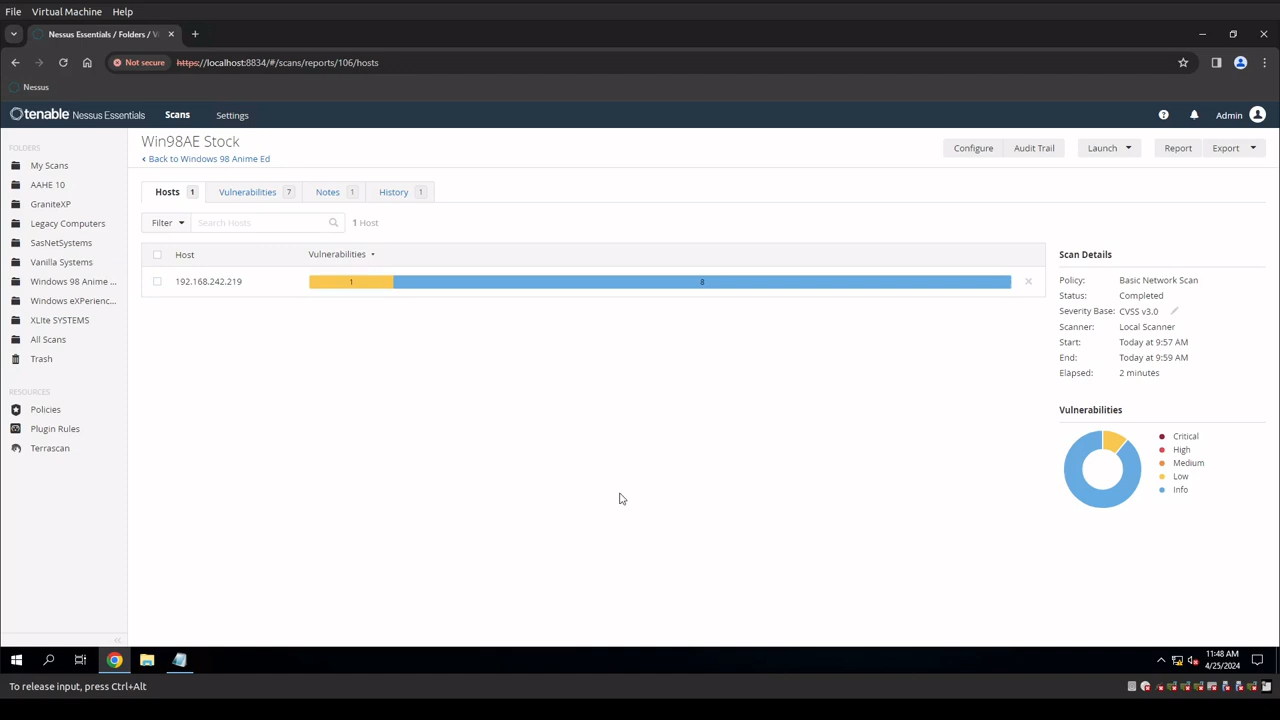 File Virtual Machine Help
Nessus Essentials / Folders / V
Not secure https://localhost:8834/#/scans/reports/106/hosts
Nessus
tenable Nessus Essentials Scans Settings Admin
FOLDERS
My Scans
AAHE 10
GraniteXP
Legacy Computers
SasNetSystems
Vanilla Systems
Windows 98 Anime ...
Windows eXPerienc...
XLIte SYSTEMS
All Scans
Trash
RESOURCES
Policies
Plugin Rules
Terrascan
Win98AE Stock
Back to Windows 98 Anime Ed
Configure Audit Trail Launch Report Export
Hosts 1 Vulnerabilities 7 Notes 1 History 1
Filter Search Hosts 1 Host
Host Vulnerabilities
192.168.242.219 1 8
Scan Details
Policy: Basic Network Scan
Status: Completed
Severity Base: CVSS v3.0
Scanner: Local Scanner
Start: Today at 9:57 AM
End: Today at 9:59 AM
Elapsed: 2 minutes
Vulnerabilities
Critical
High
Medium
Low
Info
11:48 AM
4/25/2024
To release input, press Ctrl+Alt